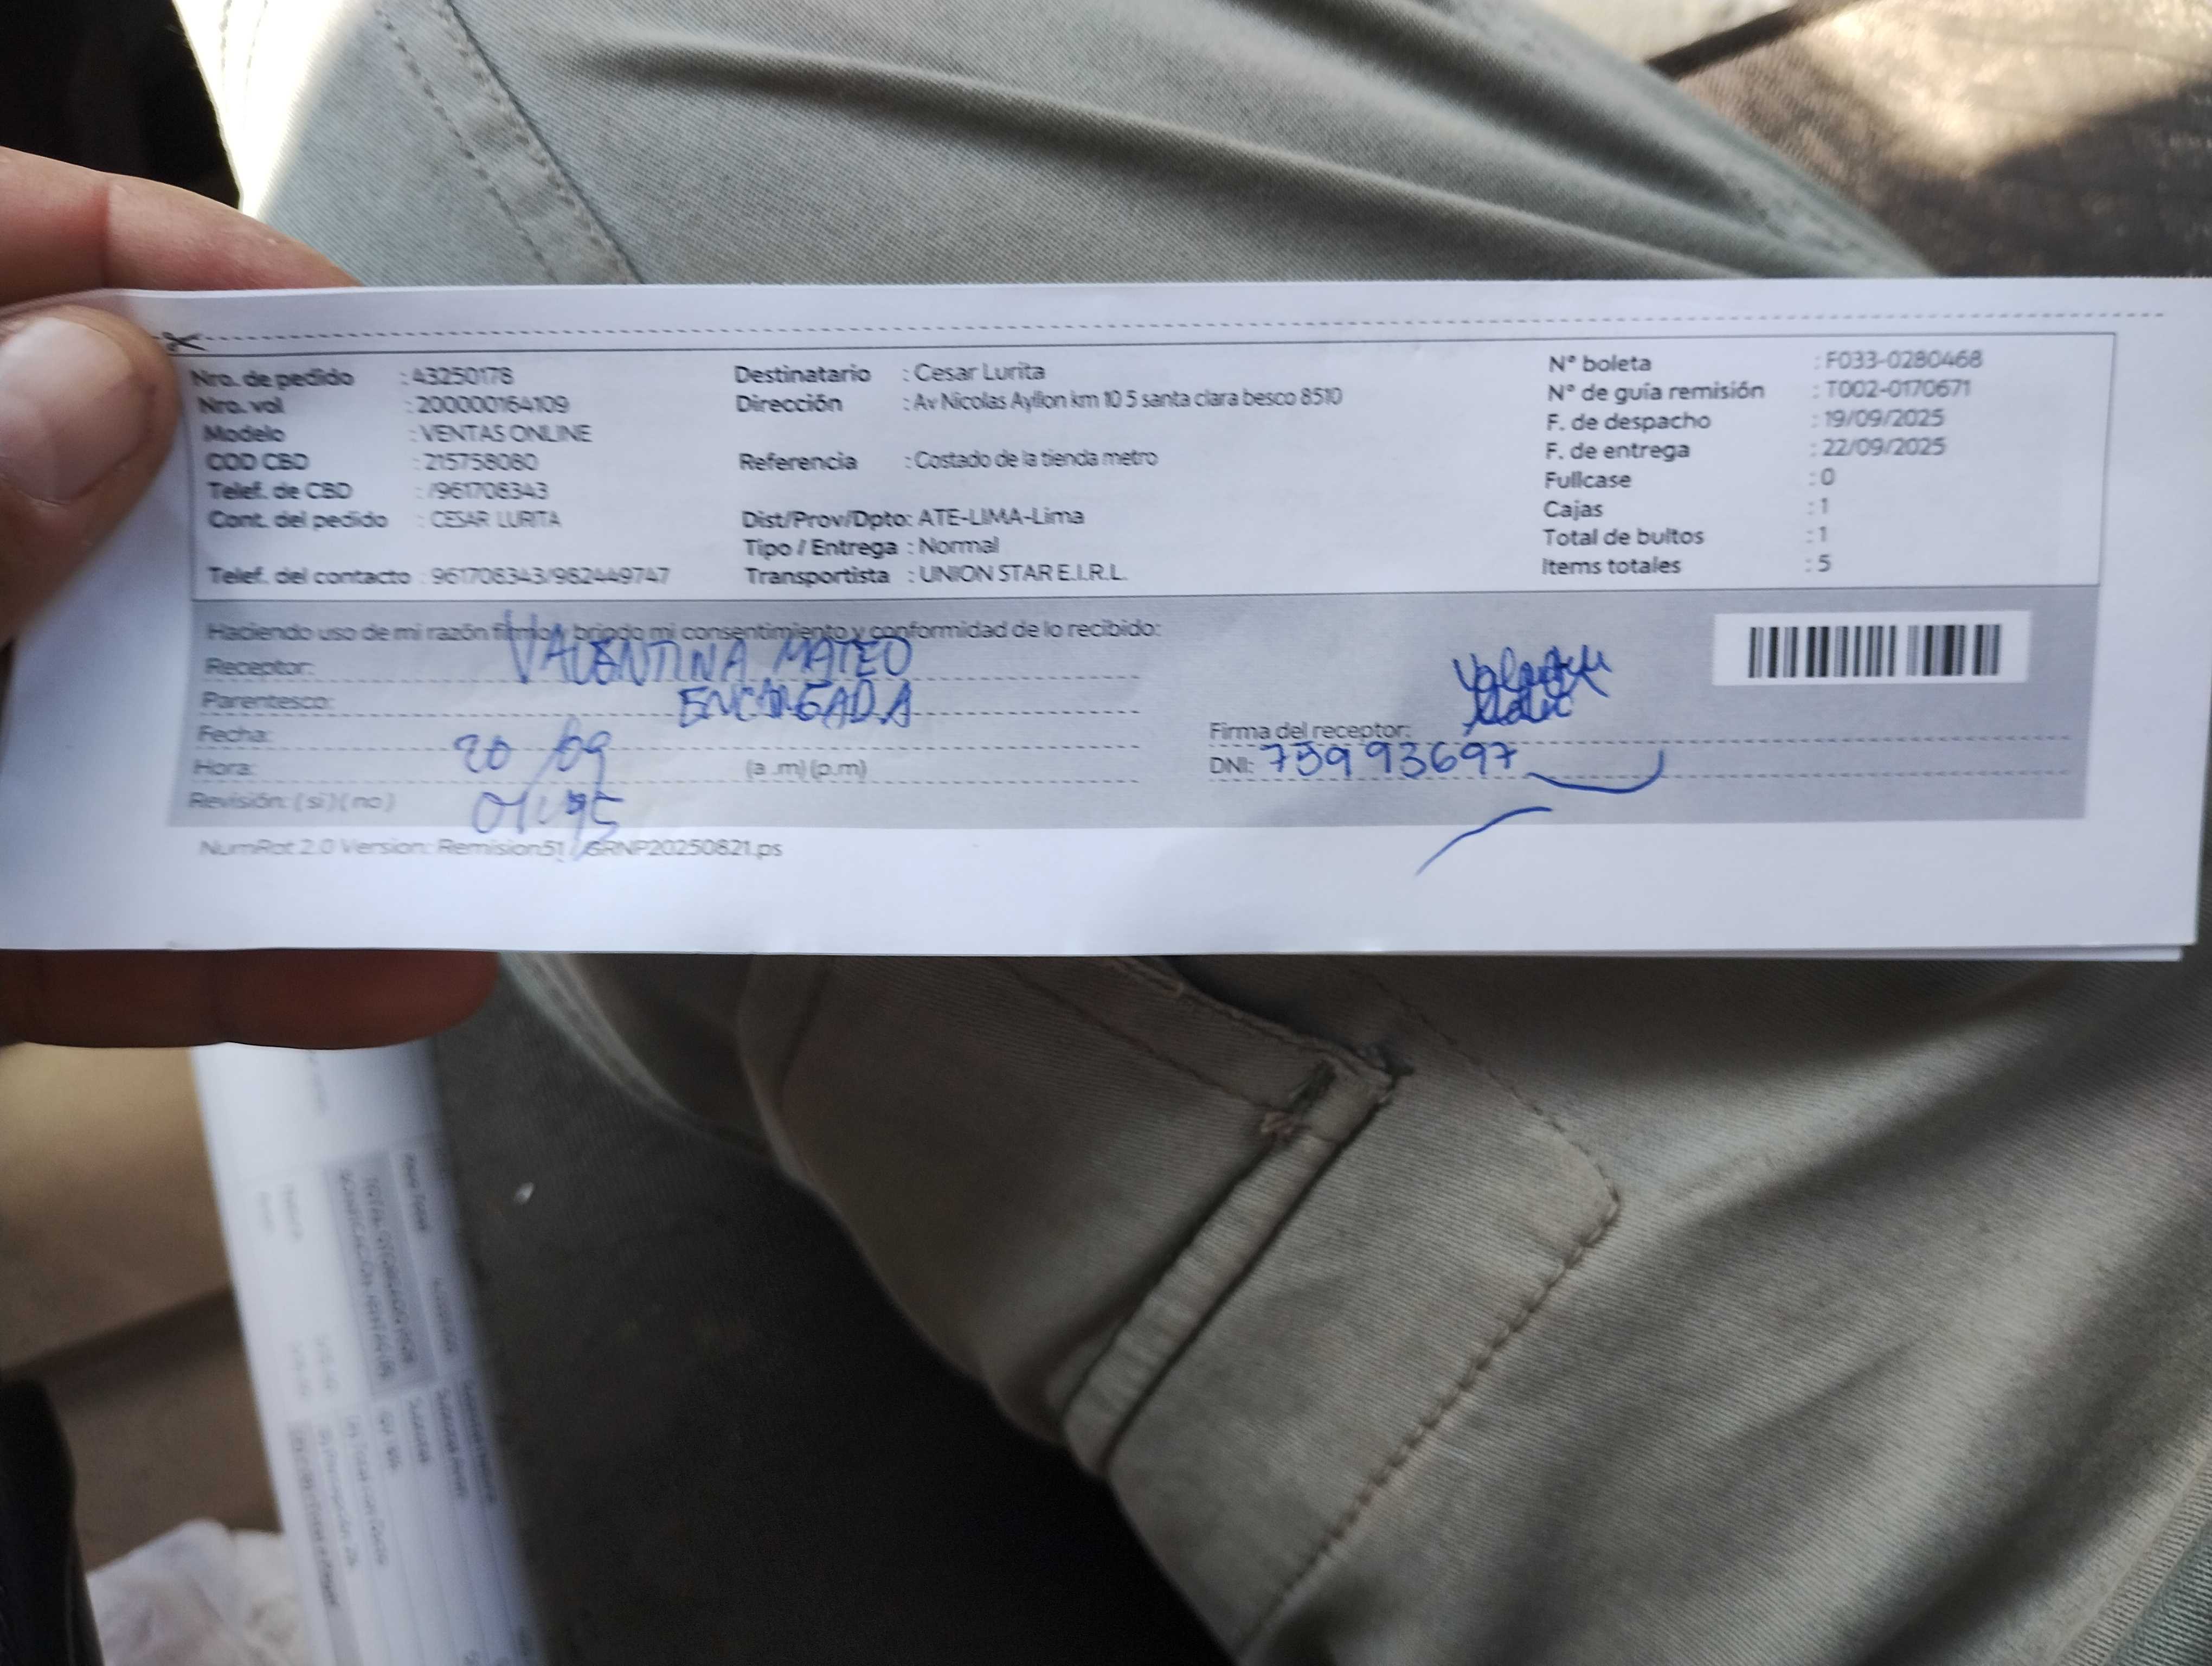 Nro. de pedido : 43250178
Nro. vol : 200000164109
Modelo : VENTAS ONLINE
COD CBD : 215758080
Telef. de CBD : /961708343
Cont. del pedido : CESAR LURITA
Telef. del contacto : 961708343/982449747
Destinatario : Cesar Lurita
Dirección : Av Nicolas Ayllon km 10 5 santa clara besco 8510
Referencia : Costado de la tienda metro
Dist/Prov/Dpto: ATE-LIMA-Lima
Tipo / Entrega : Normal
Transportista : UNION STAR E.I.R.L.
N° boleta : F033-0280468
N° de guía remisión : T002-0170671
F. de despacho : 19/09/2025
F. de entrega : 22/09/2025
Fullcase : 0
Cajas : 1
Total de bultos : 1
Items totales : 5
Haciendo uso de mi razón firmo y brindo mi consentimiento y conformidad de lo recibido:
Receptor: VALENTINA MATEO
Parentesco: ENCARGADA
Fecha: 20/09
Hora: (a .m) (p.m)
Revisión: ( si ) ( no )
Firma del receptor:
DNI: 75993697
NumRot 2.0 Version: Remision51 / GRNP20250821.ps